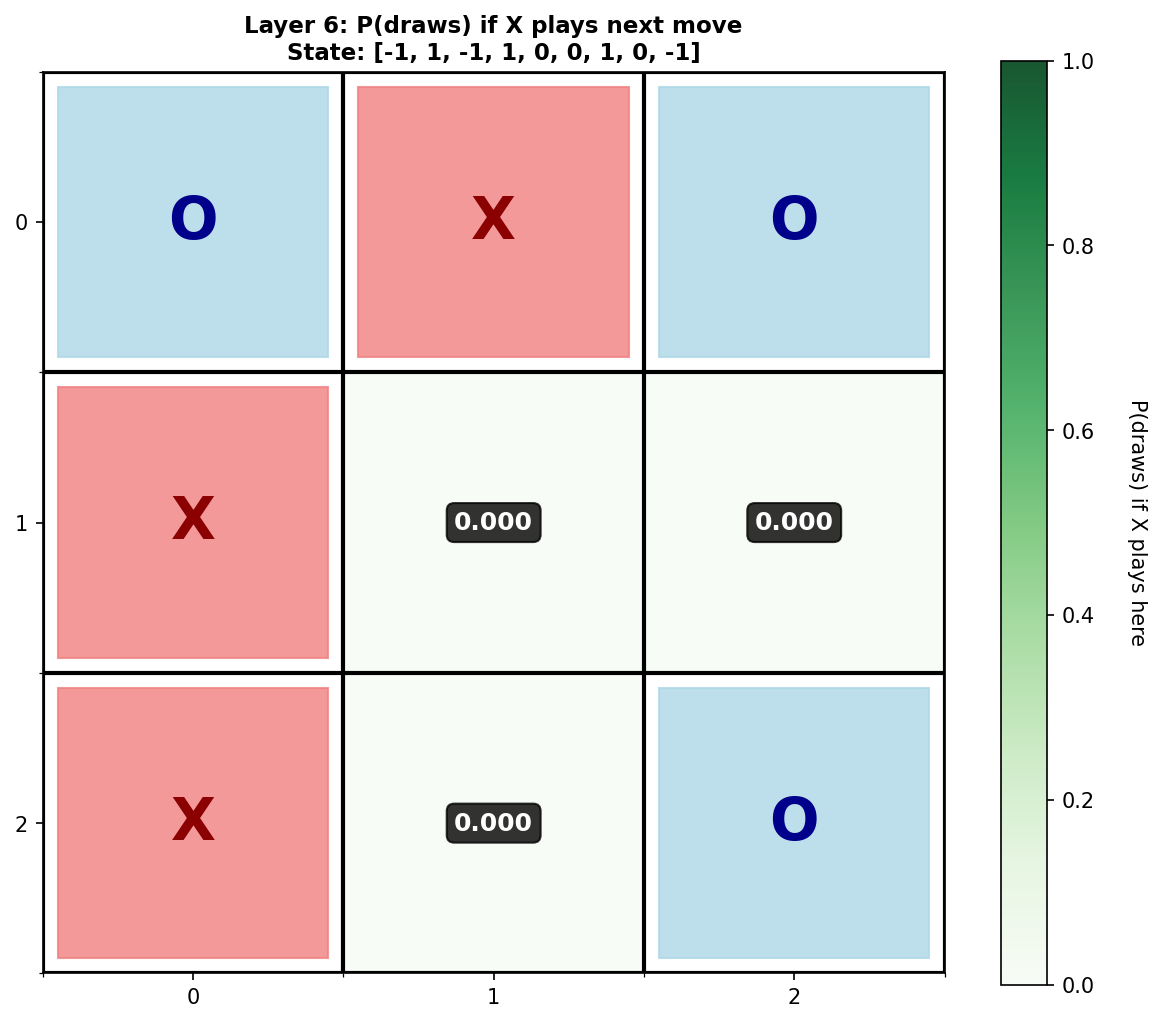 Layer 6: P(draws) if X plays next move
State: [-1, 1, -1, 1, 0, 0, 1, 0, -1]
1.0
0.8
0.6
0.4
0.2
0.0
P(draws) if X plays here
0
O
X
O
1
X
0.000
0.000
2
X
0.000
O
0
1
2